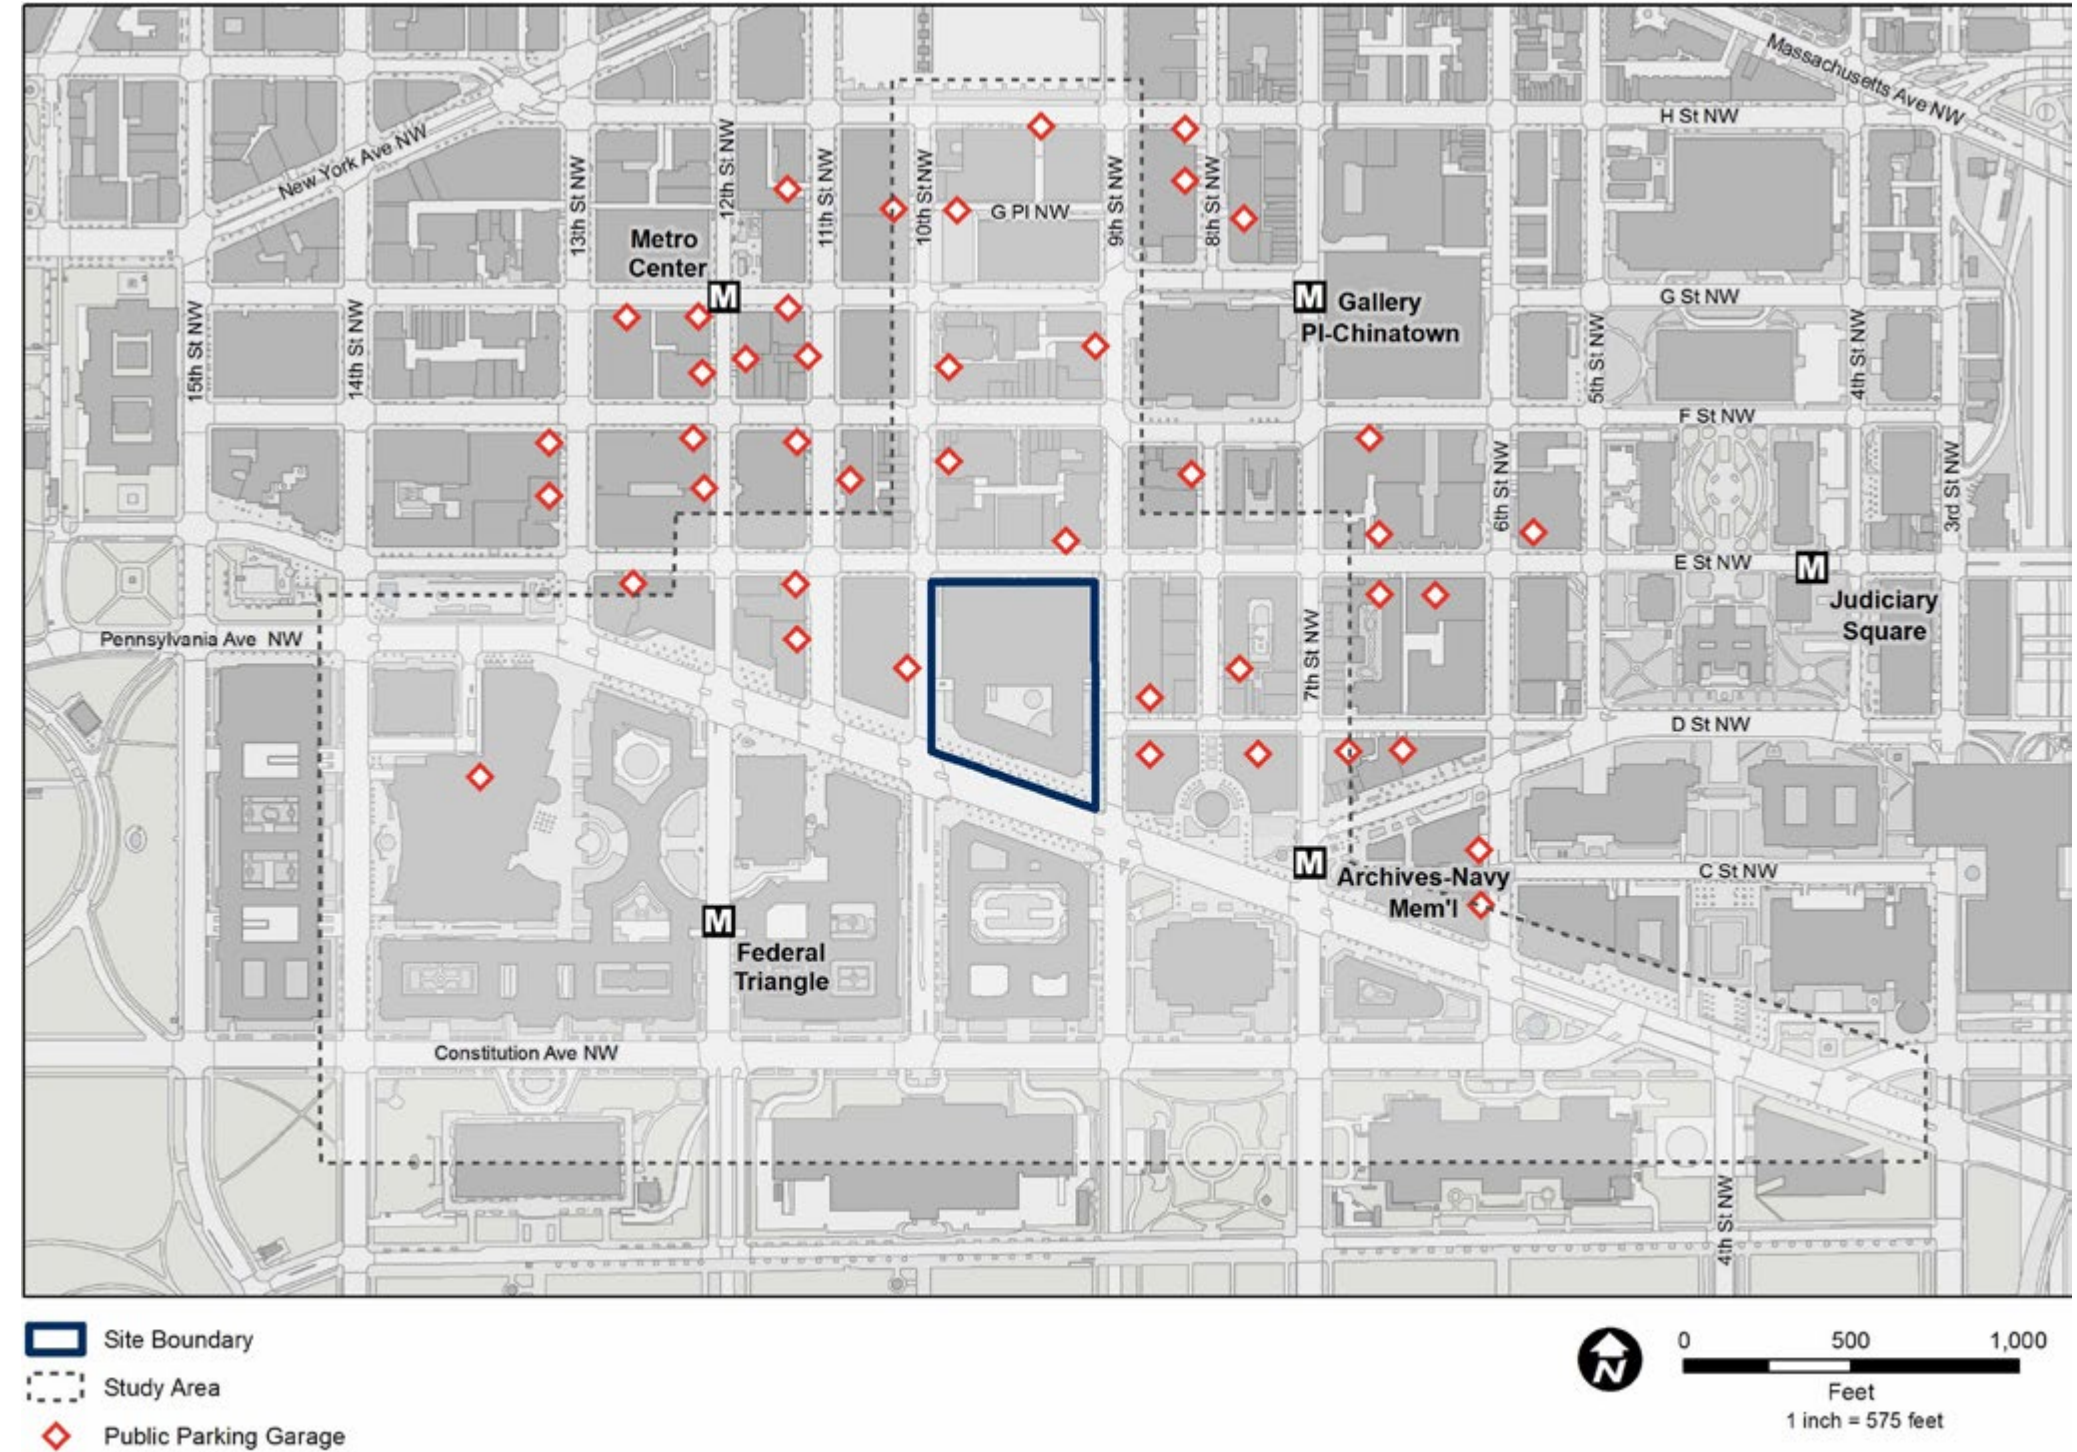 Massachusetts Ave NW
H St NW
New York Ave NW
13th St NW
12th St NW
11th St NW
10th St NW
G Pl NW
9th St NW
8th St NW
Metro
Center
M
M
Gallery
Pl-Chinatown
G St NW
15th St NW
14th St NW
5th St NW
4th St NW
F St NW
6th St NW
3rd St NW
E St NW
M
Judiciary
Square
Pennsylvania Ave NW
7th St NW
D St NW
M
Archives-Navy
Mem'l
C St NW
M
Federal
Triangle
Constitution Ave NW
4th St NW
Site Boundary
Study Area
Public Parking Garage
N
0 500 1,000
Feet
1 inch = 575 feet